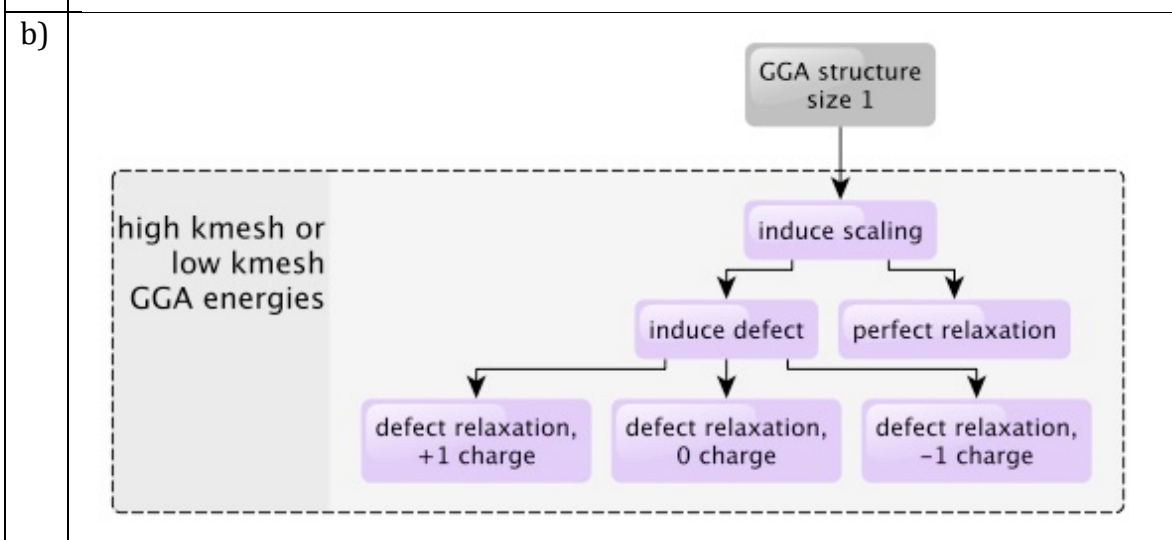 b)
GGA structure
size 1
high kmesh or
low kmesh
GGA energies
induce scaling
induce defect
perfect relaxation
defect relaxation,
+1 charge
defect relaxation,
0 charge
defect relaxation,
−1 charge